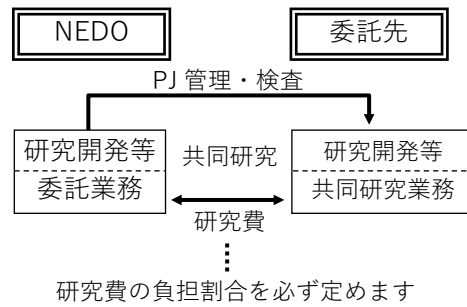 NEDO
委託先
PJ 管理・検査
研究開発等
委託業務
共同研究
研究費
研究開発等
共同研究業務
研究費の負担割合を必ず定めます